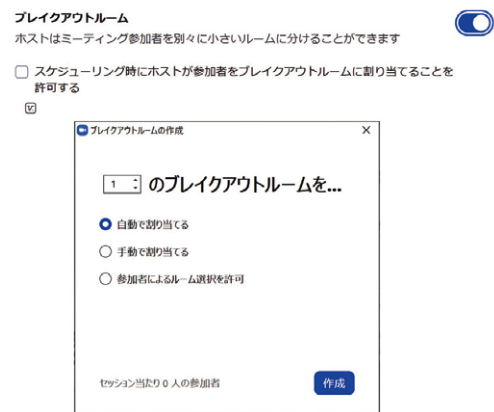 ブレイクアウトルーム
ホストはミーティング参加者を別々に小さいルームに分けることができます
スケジューリング時にホストが参加者をブレイクアウトルームに割り当てることを
許可する
ブレイクアウトルームの作成
1 のブレイクアウトルームを...
自動で割り当てる
手動で割り当てる
参加者によるルーム選択を許可
セッション当たり 0 人の参加者
作成